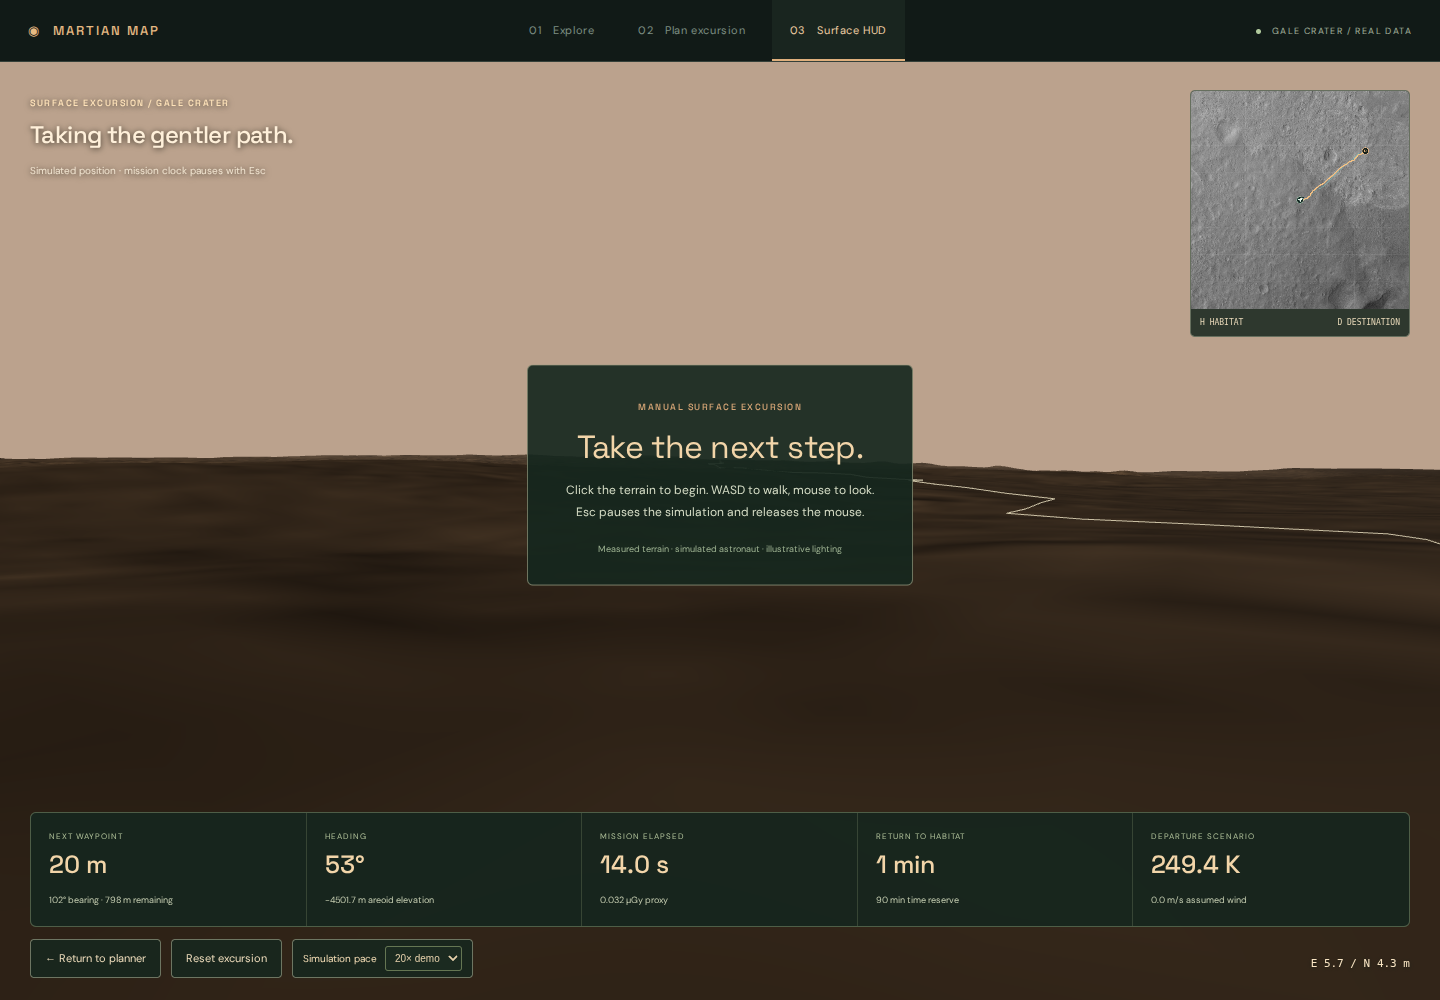 MARTIAN MAP
01 Explore
02 Plan excursion
03 Surface HUD
GALE CRATER / REAL DATA
SURFACE EXCURSION / GALE CRATER
Taking the gentler path.
Simulated position · mission clock pauses with Esc
H HABITAT
D DESTINATION
MANUAL SURFACE EXCURSION
Take the next step.
Click the terrain to begin. WASD to walk, mouse to look.
Esc pauses the simulation and releases the mouse.
Measured terrain · simulated astronaut · illustrative lighting
NEXT WAYPOINT
20 m
102° bearing · 798 m remaining
HEADING
53°
-4501.7 m areoid elevation
MISSION ELAPSED
14.0 s
0.032 µGy proxy
RETURN TO HABITAT
1 min
90 min time reserve
DEPARTURE SCENARIO
249.4 K
0.0 m/s assumed wind
← Return to planner
Reset excursion
Simulation pace
20× demo
E 5.7 / N 4.3 m